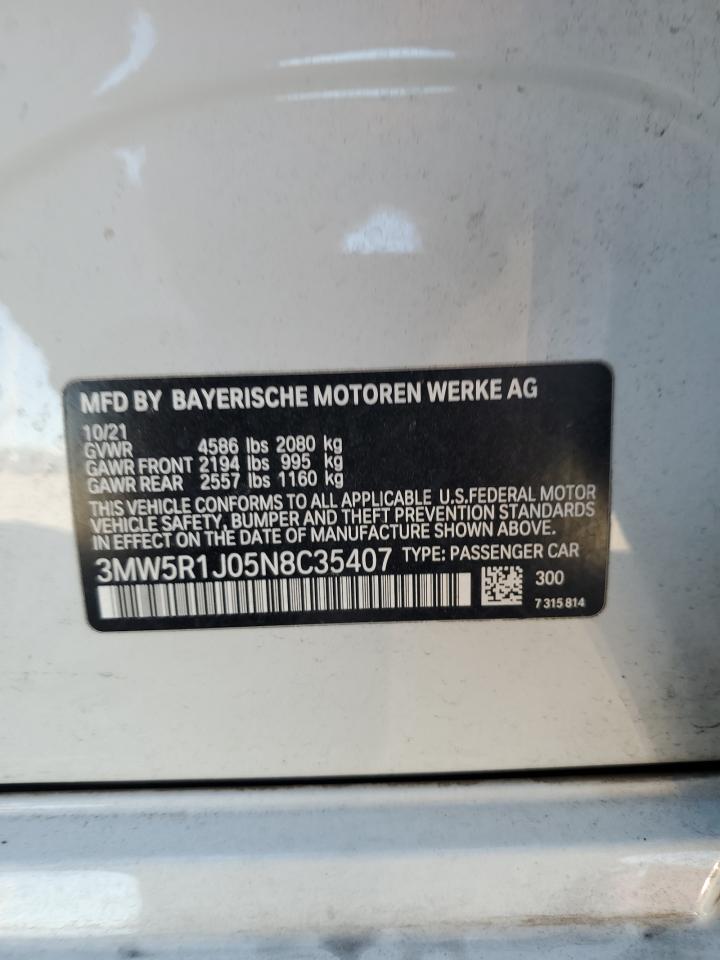 MFD BY BAYERISCHE MOTOREN WERKE AG
10/21
GVWR 4586 lbs 2080 kg
GAWR FRONT 2194 lbs 995 kg
GAWR REAR 2557 lbs 1160 kg
THIS VEHICLE CONFORMS TO ALL APPLICABLE U.S.FEDERAL MOTOR
VEHICLE SAFETY, BUMPER AND THEFT PREVENTION STANDARDS
IN EFFECT ON THE DATE OF MANUFACTURE SHOWN ABOVE.
3MW5R1J05N8C35407 TYPE: PASSENGER CAR
300
7 315 814